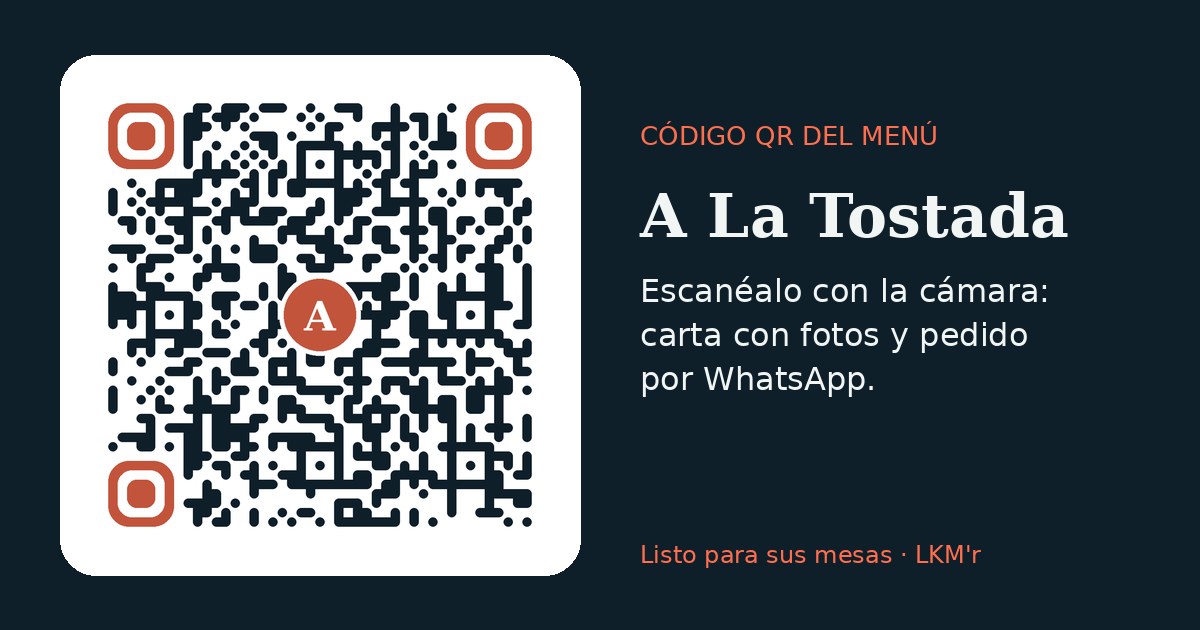 CÓDIGO QR DEL MENÚ
A La Tostada
Escanéalo con la cámara:
carta con fotos y pedido
por WhatsApp.
A
Listo para sus mesas · LKM'r